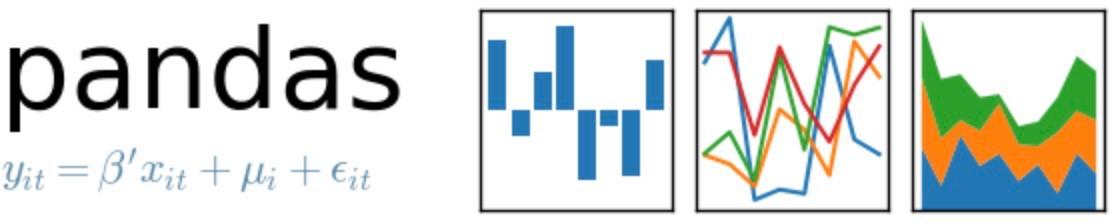 pandas
y_{it} = β′x_{it} + μ_i + ϵ_{it}